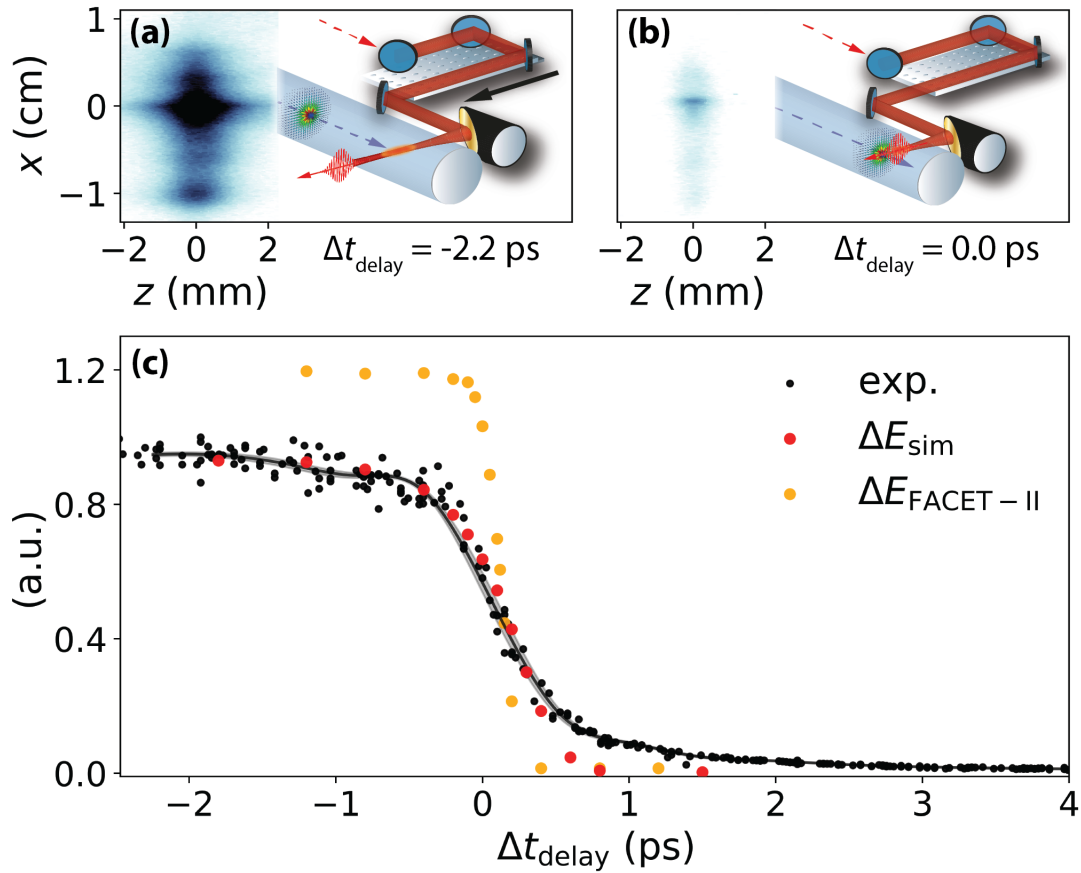 (a)
(b)
1
0
−1
x (cm)
−2 0 2
z (mm)
Δt_delay = -2.2 ps
−2 0 2
z (mm)
Δt_delay = 0.0 ps
(c)
1.2
0.8
0.4
0.0
(a.u.)
exp.
ΔE_sim
ΔE_FACET−II
−2 −1 0 1 2 3 4
Δt_delay (ps)